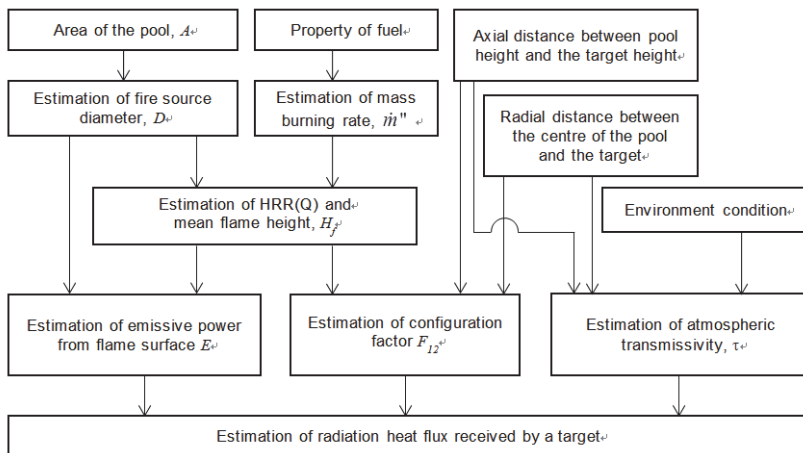 Area of the pool, A
Property of fuel
Axial distance between pool
height and the target height
Estimation of fire source
diameter, D
Estimation of mass
burning rate, ṁ"
Radial distance between
the centre of the pool
and the target
Estimation of HRR(Q) and
mean flame height, H_f
Environment condition
Estimation of emissive power
from flame surface E
Estimation of configuration
factor F_12
Estimation of atmospheric
transmissivity, τ
Estimation of radiation heat flux received by a target